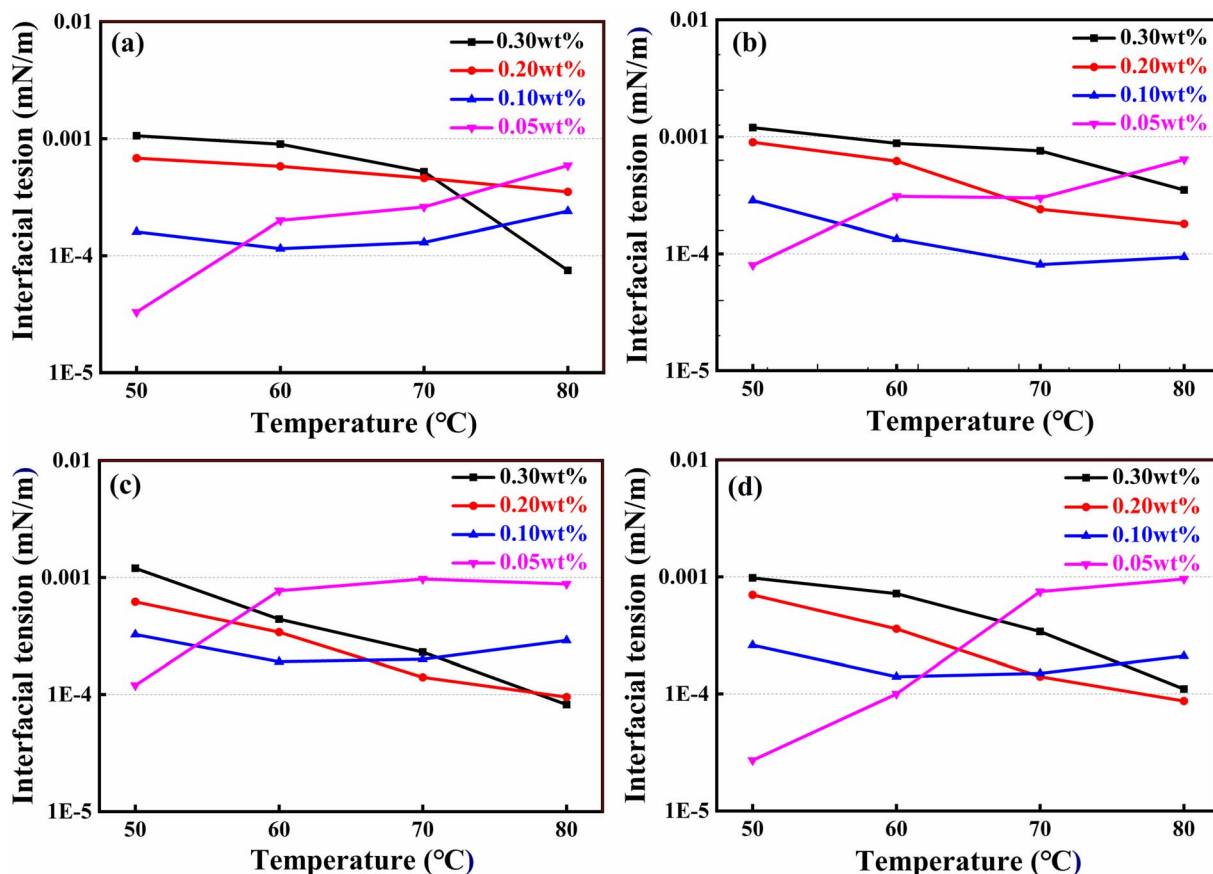 (a)
0.30wt%
0.20wt%
0.10wt%
0.05wt%
0.01
0.001
1E-4
1E-5
Interfacial tesion (mN/m)
50 60 70 80
Temperature (°C)
(b)
0.30wt%
0.20wt%
0.10wt%
0.05wt%
0.01
0.001
1E-4
1E-5
Interfacial tension (mN/m)
50 60 70 80
Temperature (°C)
(c)
0.30wt%
0.20wt%
0.10wt%
0.05wt%
0.01
0.001
1E-4
1E-5
Interfacial tension (mN/m)
50 60 70 80
Temperature (°C)
(d)
0.30wt%
0.20wt%
0.10wt%
0.05wt%
0.01
0.001
1E-4
1E-5
Interfacial tension (mN/m)
50 60 70 80
Temperature (°C)